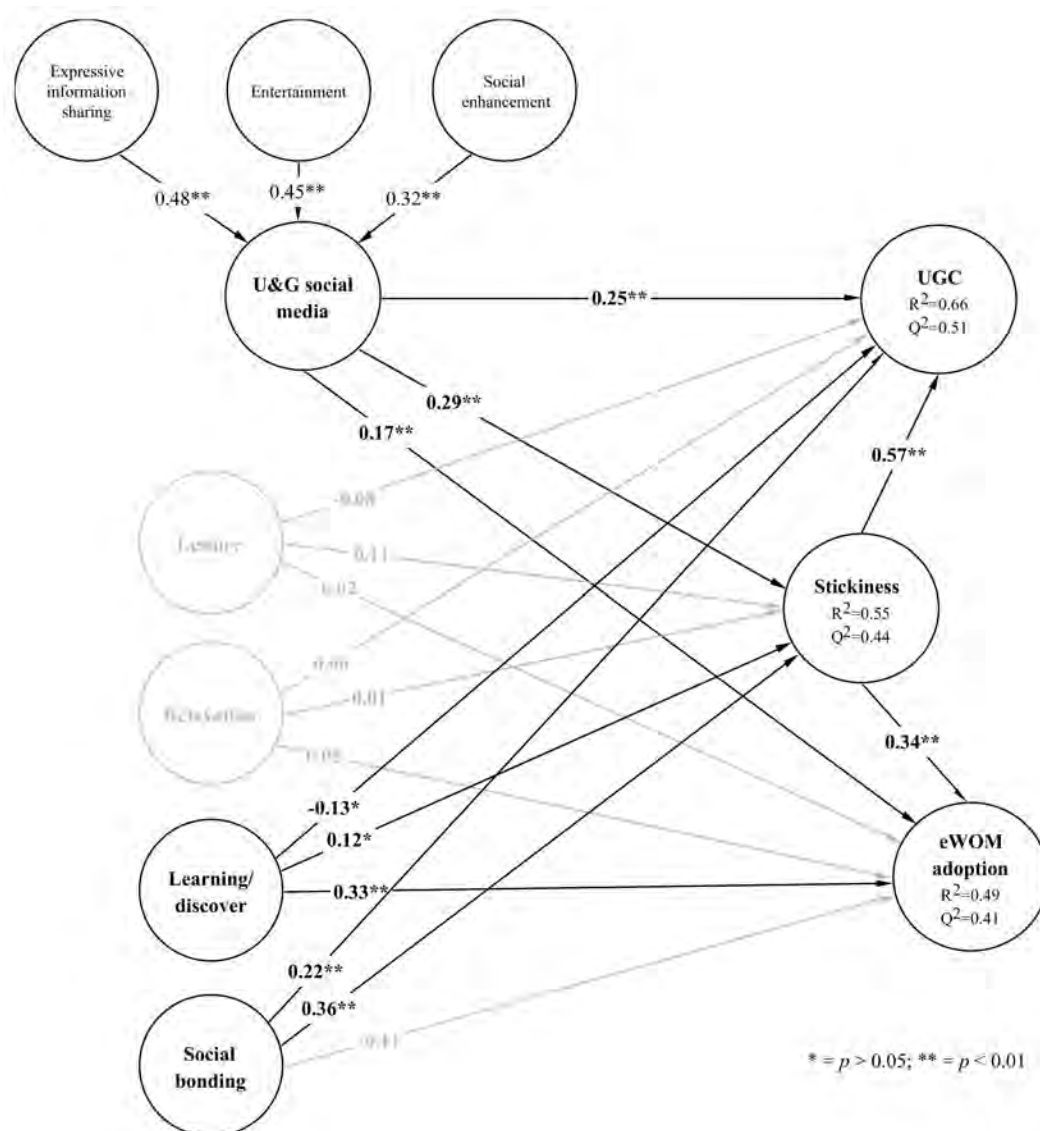 Expressive
information
sharing
Entertainment
Social
enhancement
0.48**
0.45**
0.32**
U&G social
media
0.25**
UGC
R²=0.66
Q²=0.51
0.29**
0.17**
0.57**
-0.08
0.11
0.02
Stickiness
R²=0.55
Q²=0.44
0.34**
-0.13*
0.12*
Learning/
discover
0.33**
eWOM
adoption
R²=0.49
Q²=0.41
0.22**
0.36**
Social
bonding
* = p > 0.05; ** = p < 0.01